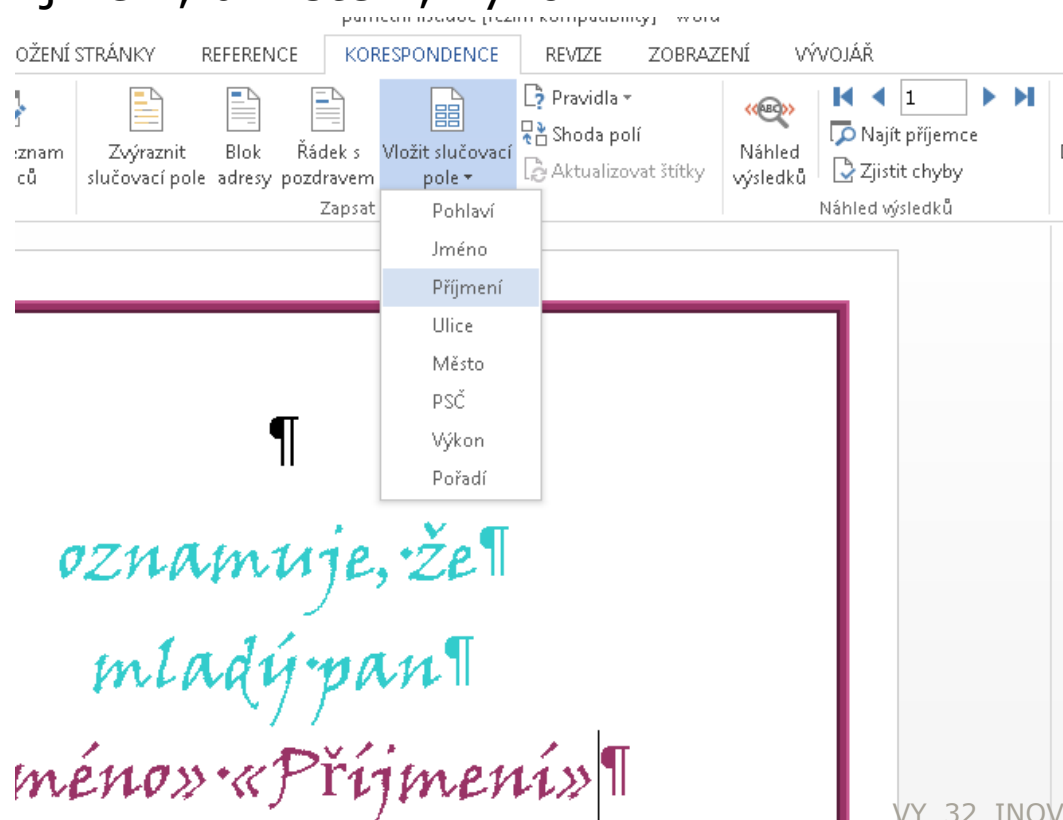 REFERENCE KORESPONDENCE REVIZE ZOBRAZENÍ VÝVOJÁŘ
OŽENÍ STRÁNKY
Pravidla
1
Shoda polí
Najít příjemce
eznam Zvýraznit Blok Řádek s Vložit slučovací Aktualizovat štítky Náhled Zjistit chyby
ců slučovací pole adresy pozdravem pole výsledků
Zapsat Náhled výsledků
Pohlaví
Jméno
Příjmení
Ulice
Město
PSČ
Výkon
Pořadí
¶
oznamuje,·že¶
mladý·pan¶
méno»·«Příjmení»¶
VY_32_INOV